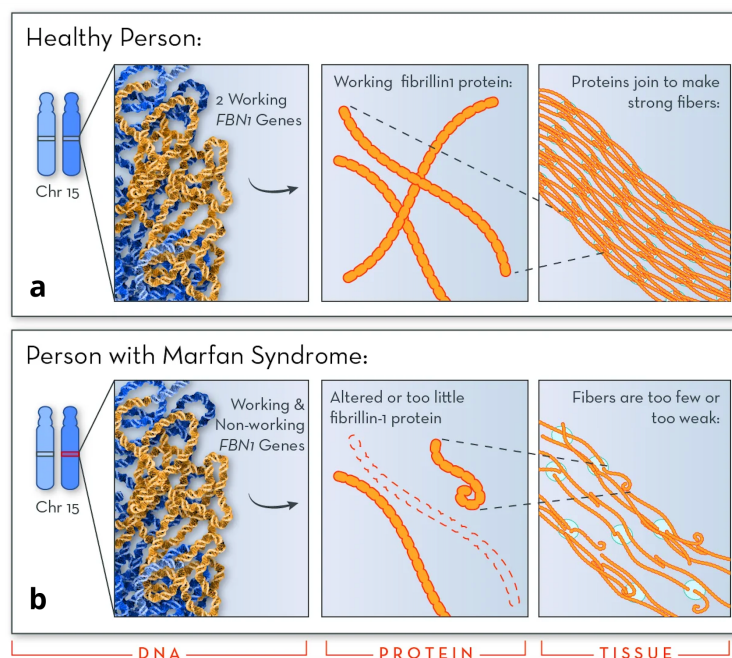 Healthy Person:
2 Working
FBN1 Genes
Chr 15
Working fibrillin1 protein:
Proteins join to make
strong fibers:
a
Person with Marfan Syndrome:
Working &
Non-working
FBN1 Genes
Chr 15
Altered or too little
fibrillin-1 protein
Fibers are too few or
too weak:
b
DNA
PROTEIN
TISSUE